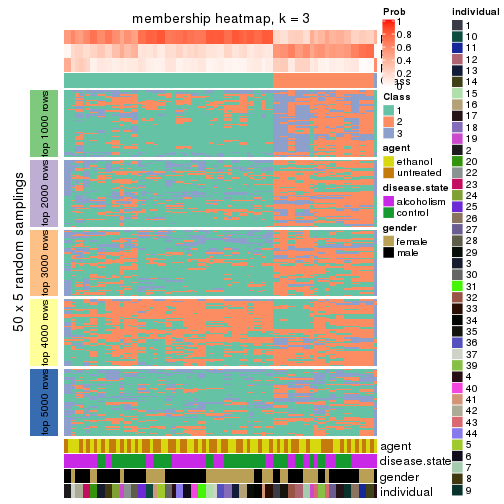 membership heatmap, k = 3
50 x 5 random samplings
top 1000 rows
top 2000 rows
top 3000 rows
top 4000 rows
top 5000 rows
agent
disease.state
gender
individual
Prob
1
0.8
0.6
0.4
0.2
0
Class
1
2
3
agent
ethanol
untreated
disease.state
alcoholism
control
gender
female
black
individual
1
10
11
12
13
14
15
16
17
18
19
2
20
22
23
24
25
26
27
28
29
3
30
31
32
33
34
35
36
37
39
4
40
41
42
43
44
5
6
7
8
9